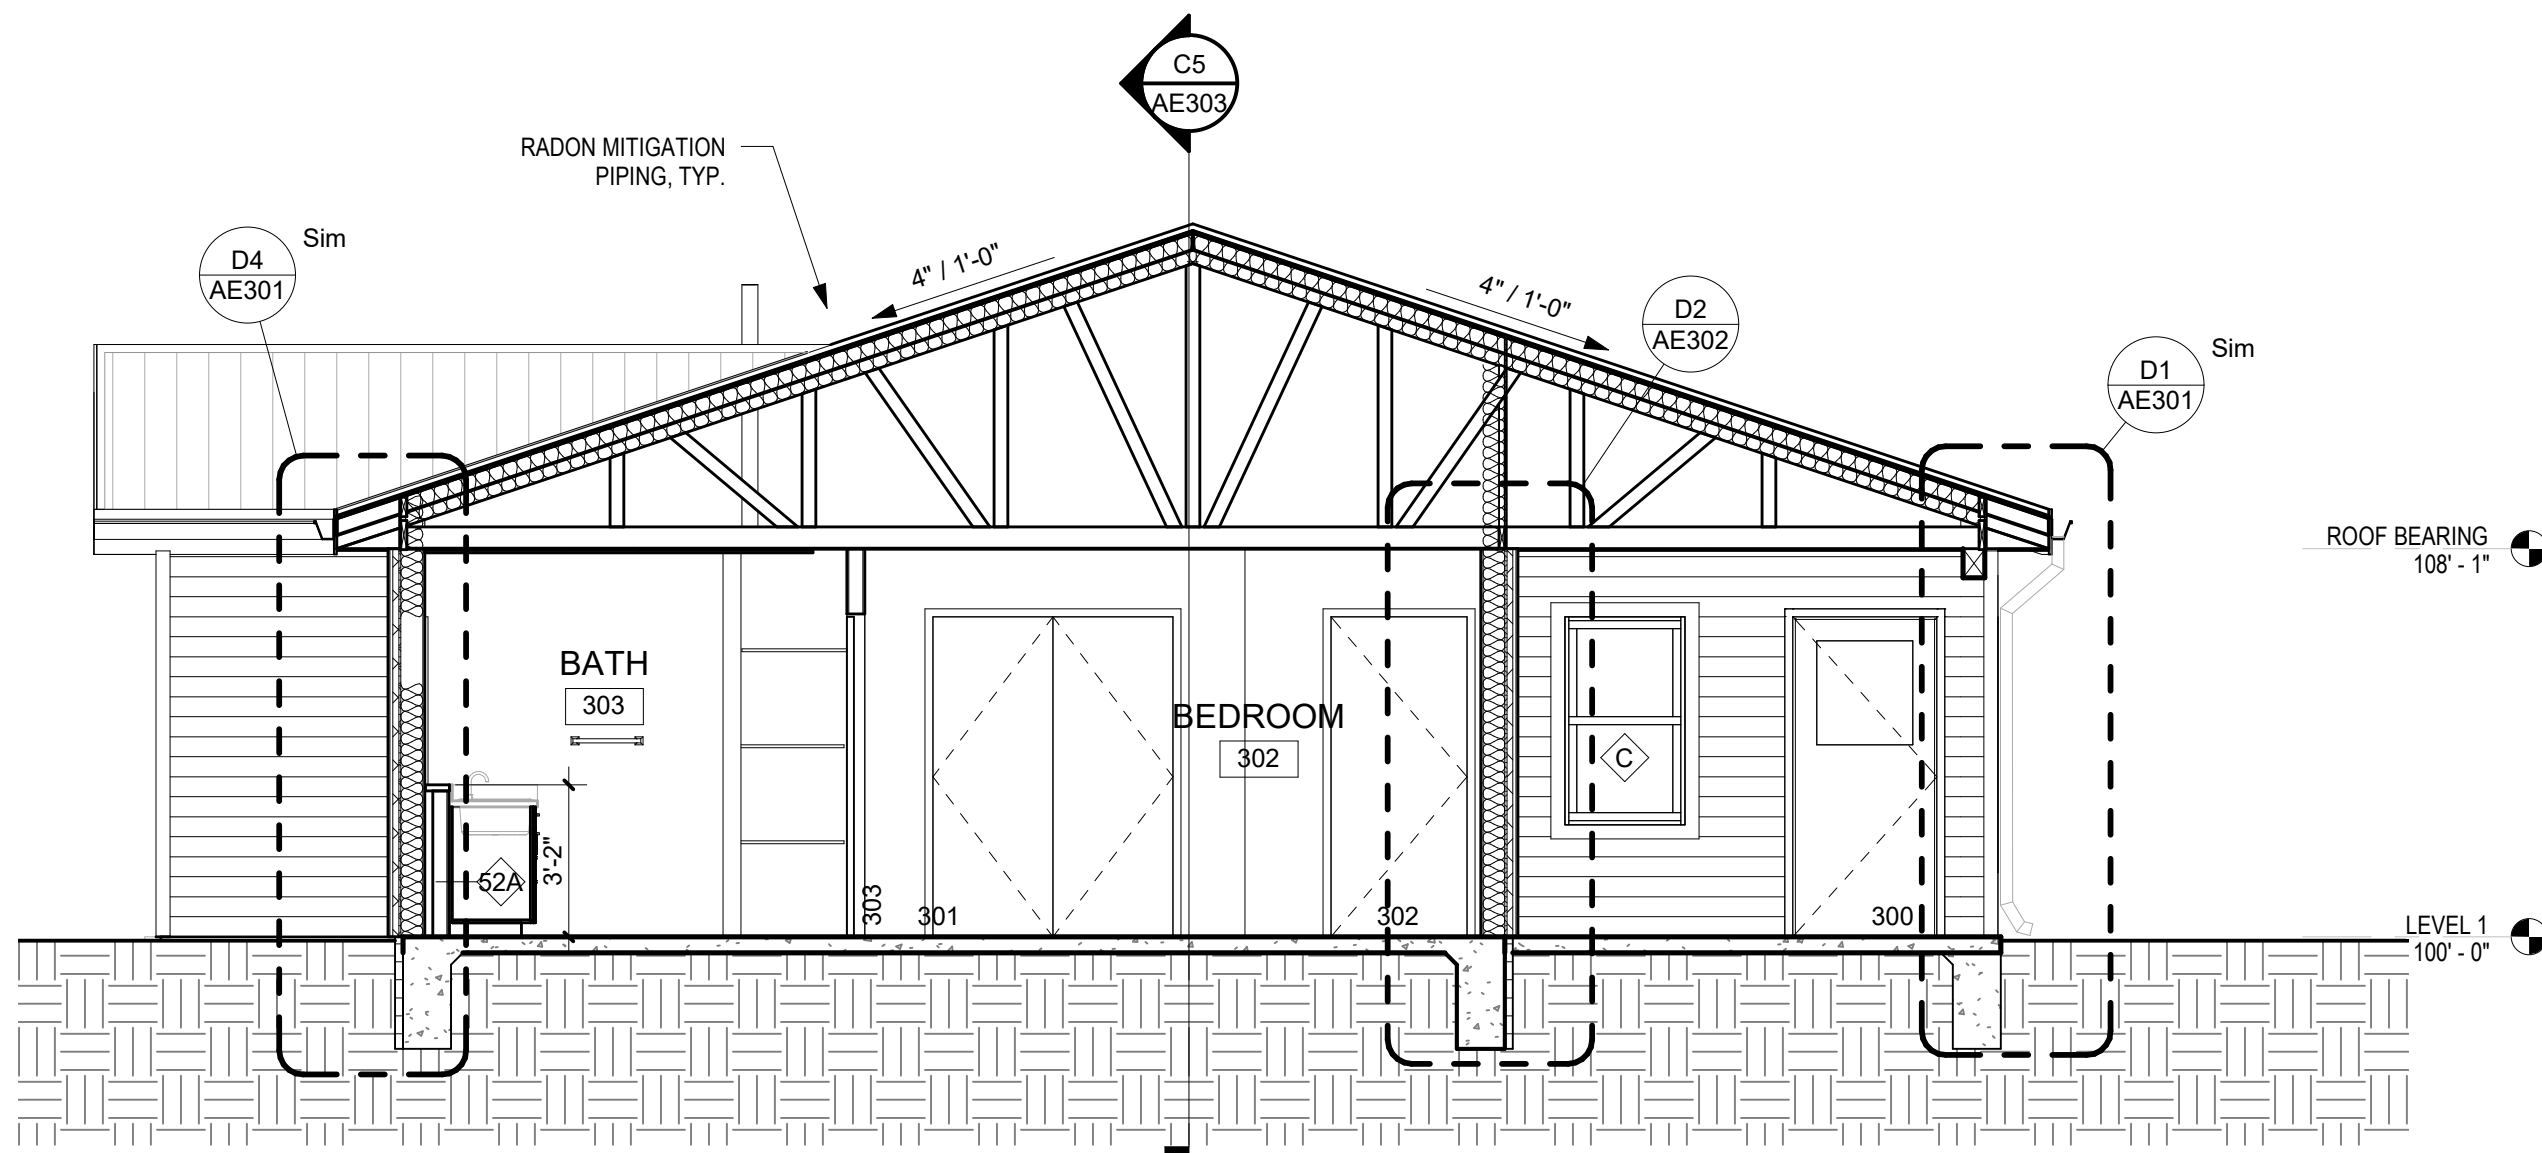 C5
AE303
RADON MITIGATION
PIPING, TYP.
D4
AE301
Sim
4" / 1'-0"
4" / 1'-0"
D2
AE302
D1
AE301
Sim
ROOF BEARING
108' - 1"
BATH
303
BEDROOM
302
C
52A
3'-2"
303
301
302
300
LEVEL 1
100' - 0"